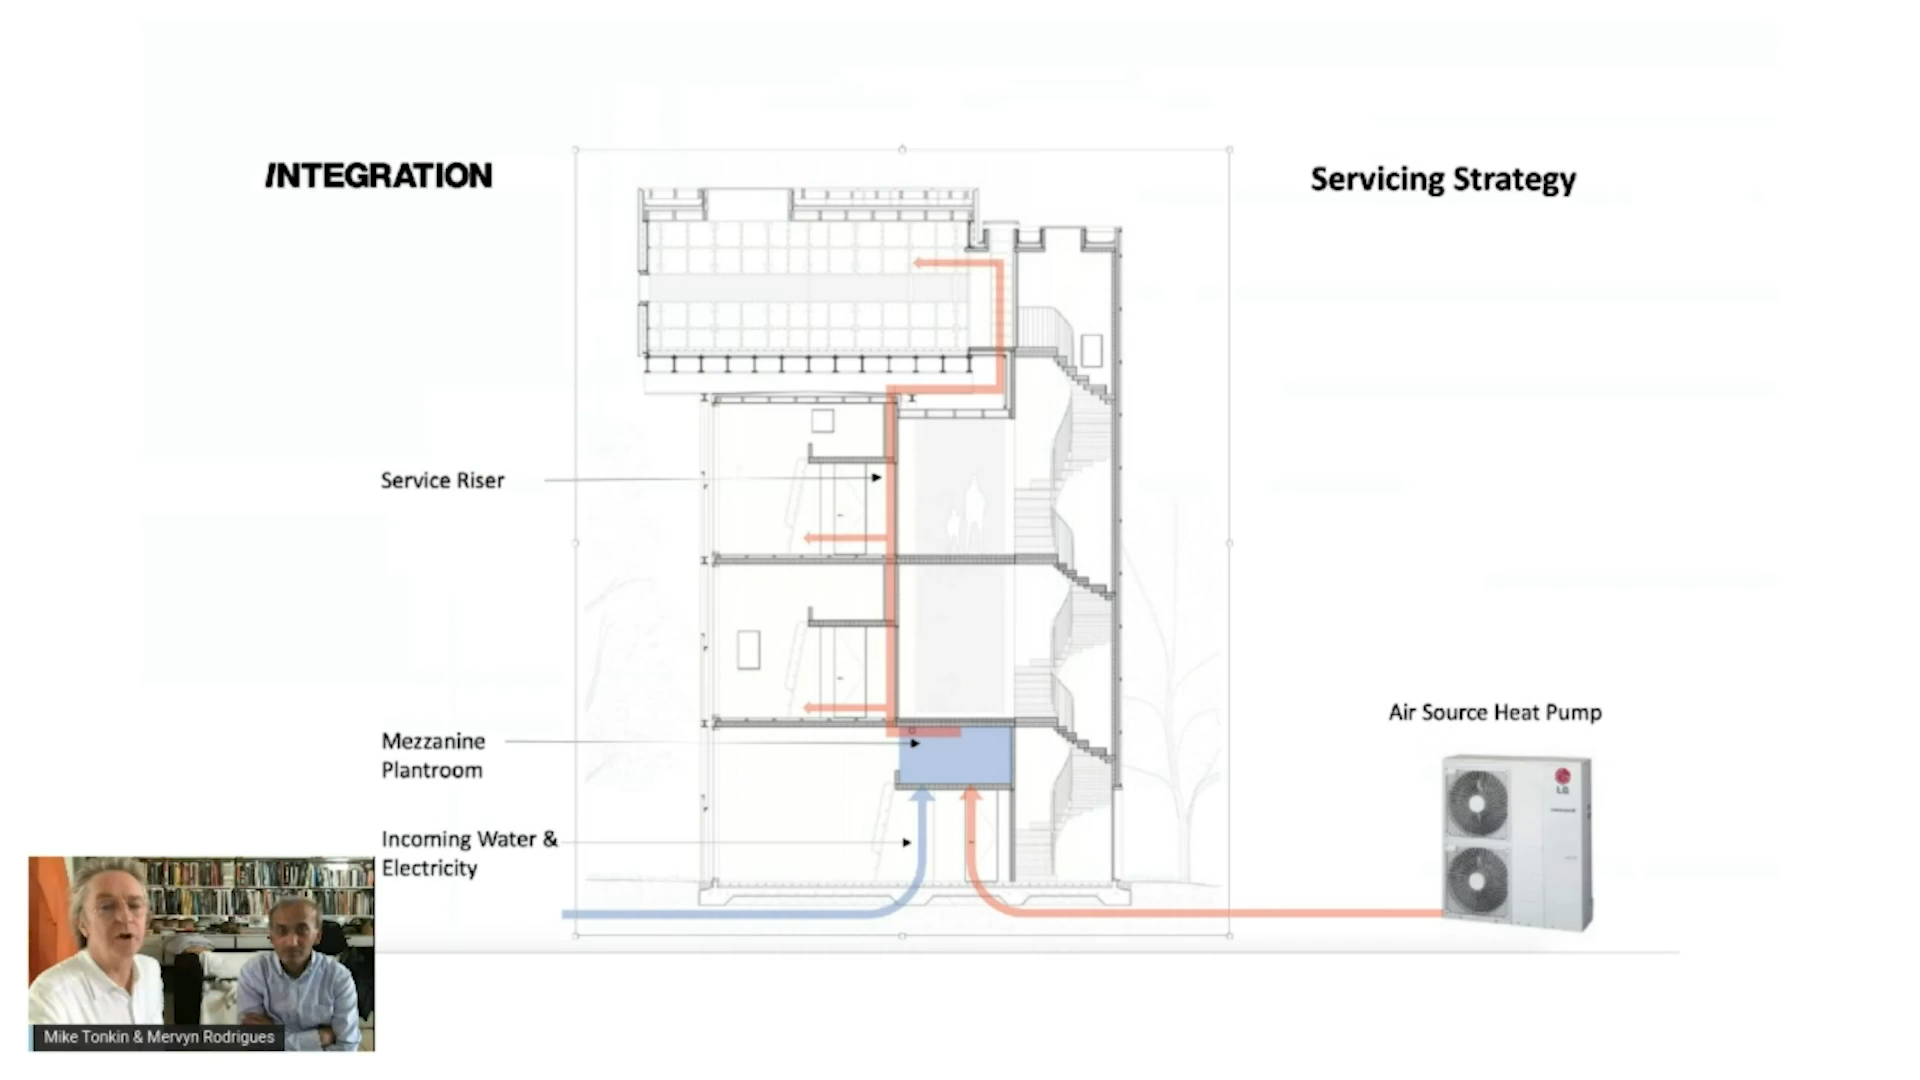 INTEGRATION
Servicing Strategy
Service Riser
Air Source Heat Pump
Mezzanine
Plantroom
LG
Incoming Water &
Electricity
Mike Tonkin & Mervyn Rodrigues